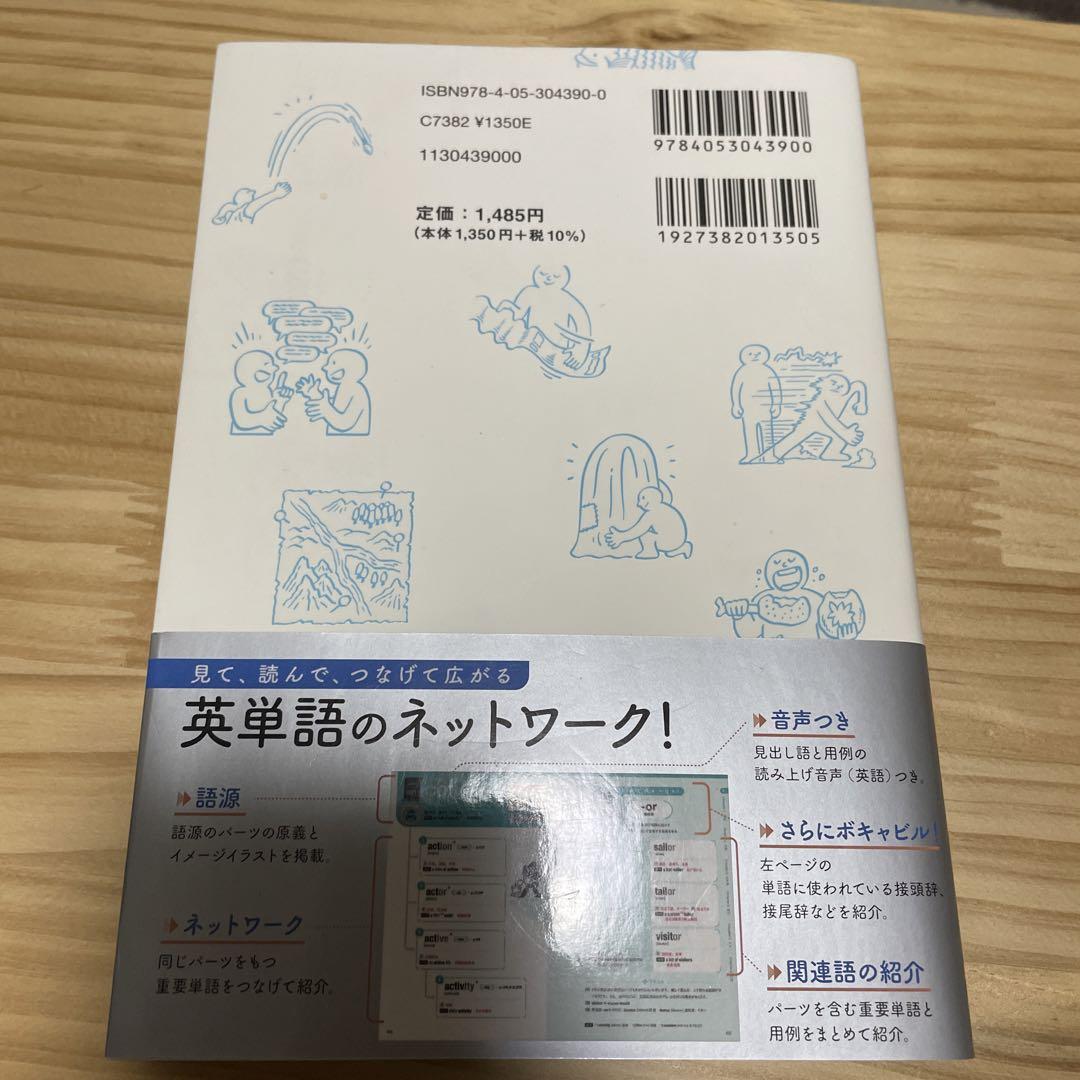 ISBN978-4-05-304390-0
C7382 ¥1350E
1130439000
定価：1,485円
（本体1,350円＋税10%）
9784053043900
1927382013505
見て、読んで、つなげて広がる
英単語のネットワーク！
語源
語源のパーツの原義と
イメージイラストを掲載。
ネットワーク
同じパーツをもつ
重要単語をつなげて紹介。
action
actor
active
activity
-or
sailor
tailor
visitor
音声つき
見出し語と用例の
読み上げ音声（英語）つき。
さらにボキャビル！
左ページの
単語に使われている接頭辞、
接尾辞などを紹介。
関連語の紹介
パーツを含む重要単語と
用例をまとめて紹介。